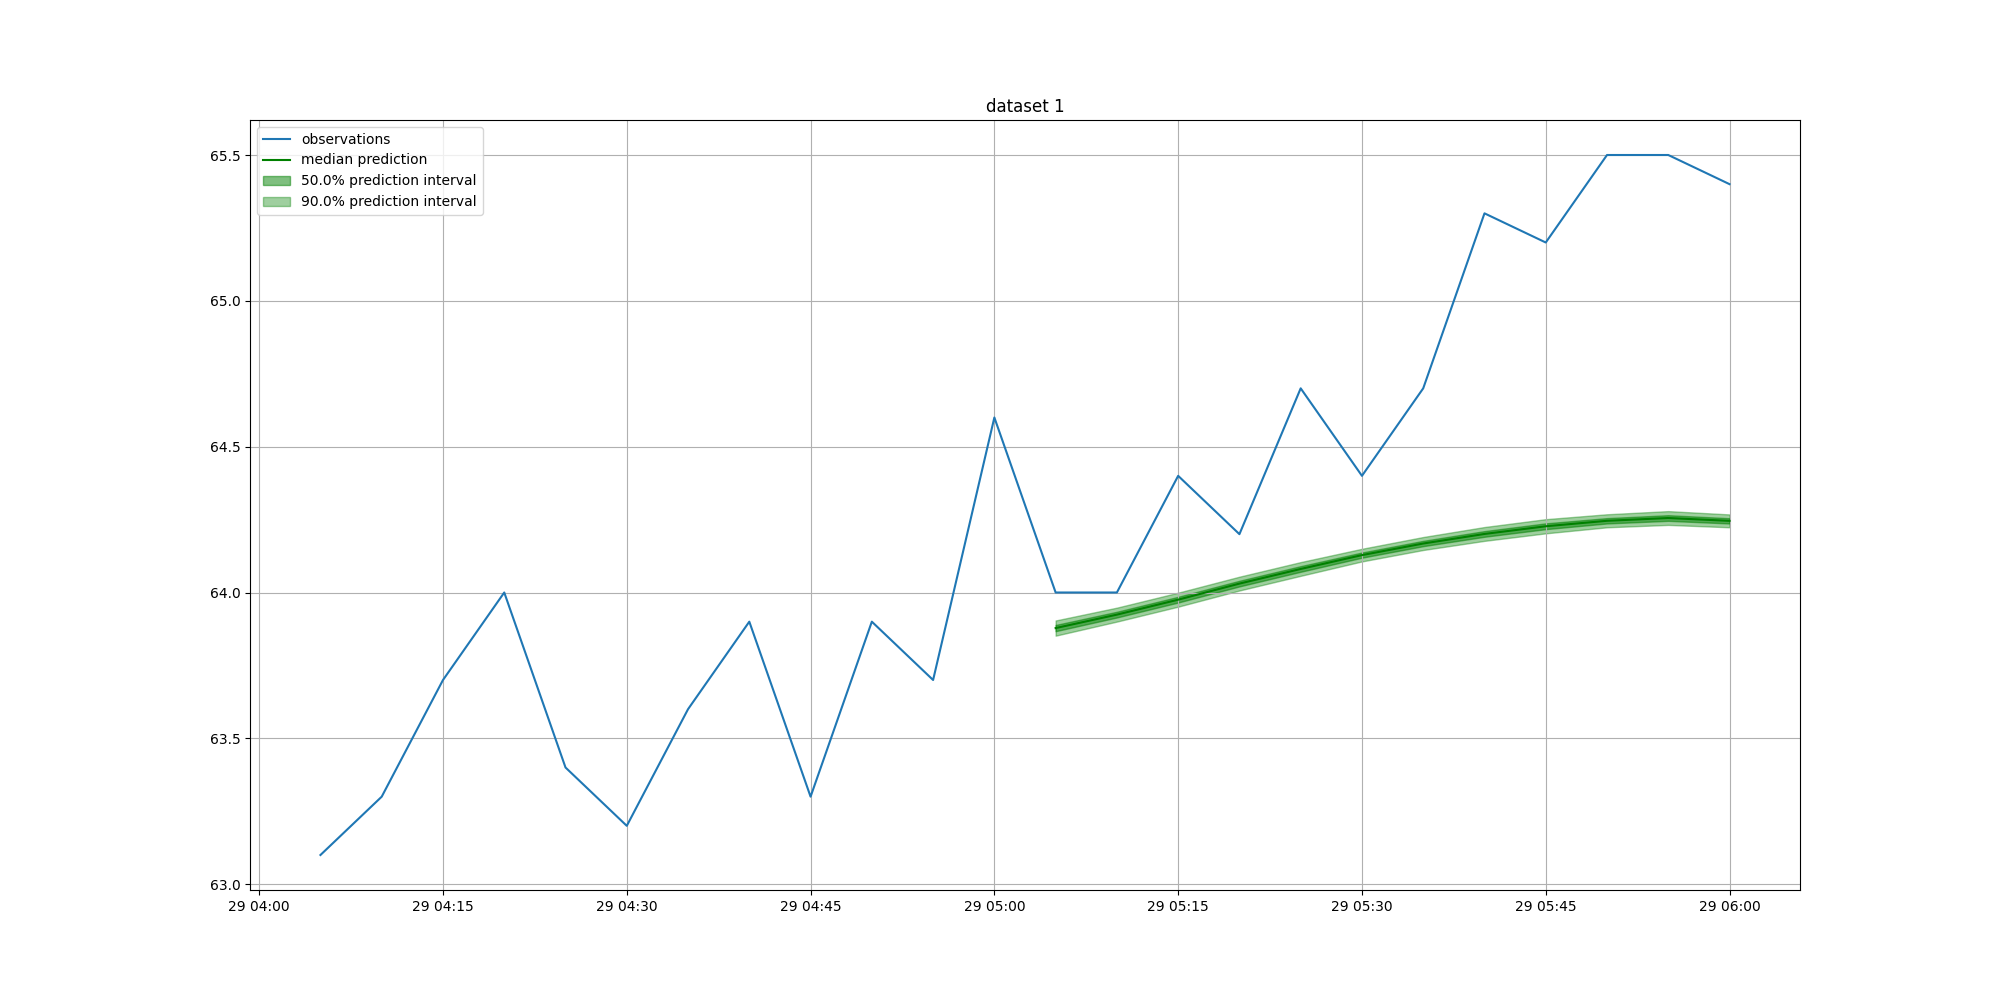 dataset 1
observations
median prediction
50.0% prediction interval
90.0% prediction interval
65.5
65.0
64.5
64.0
63.5
63.0
29 04:00 29 04:15 29 04:30 29 04:45 29 05:00 29 05:15 29 05:30 29 05:45 29 06:00